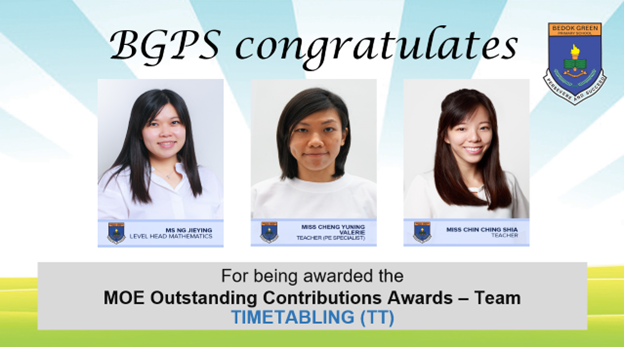 BGPS congratulates
BEDOK GREEN
PRIMARY SCHOOL
PERSEVERE AND SUCCEED
MS NG JIEYING
LEVEL HEAD MATHEMATICS
MISS CHENG YUNING
VALERIE
TEACHER (PE SPECIALIST)
MISS CHIN CHING SHIA
TEACHER
For being awarded the
MOE Outstanding Contributions Awards – Team
TIMETABLING (TT)